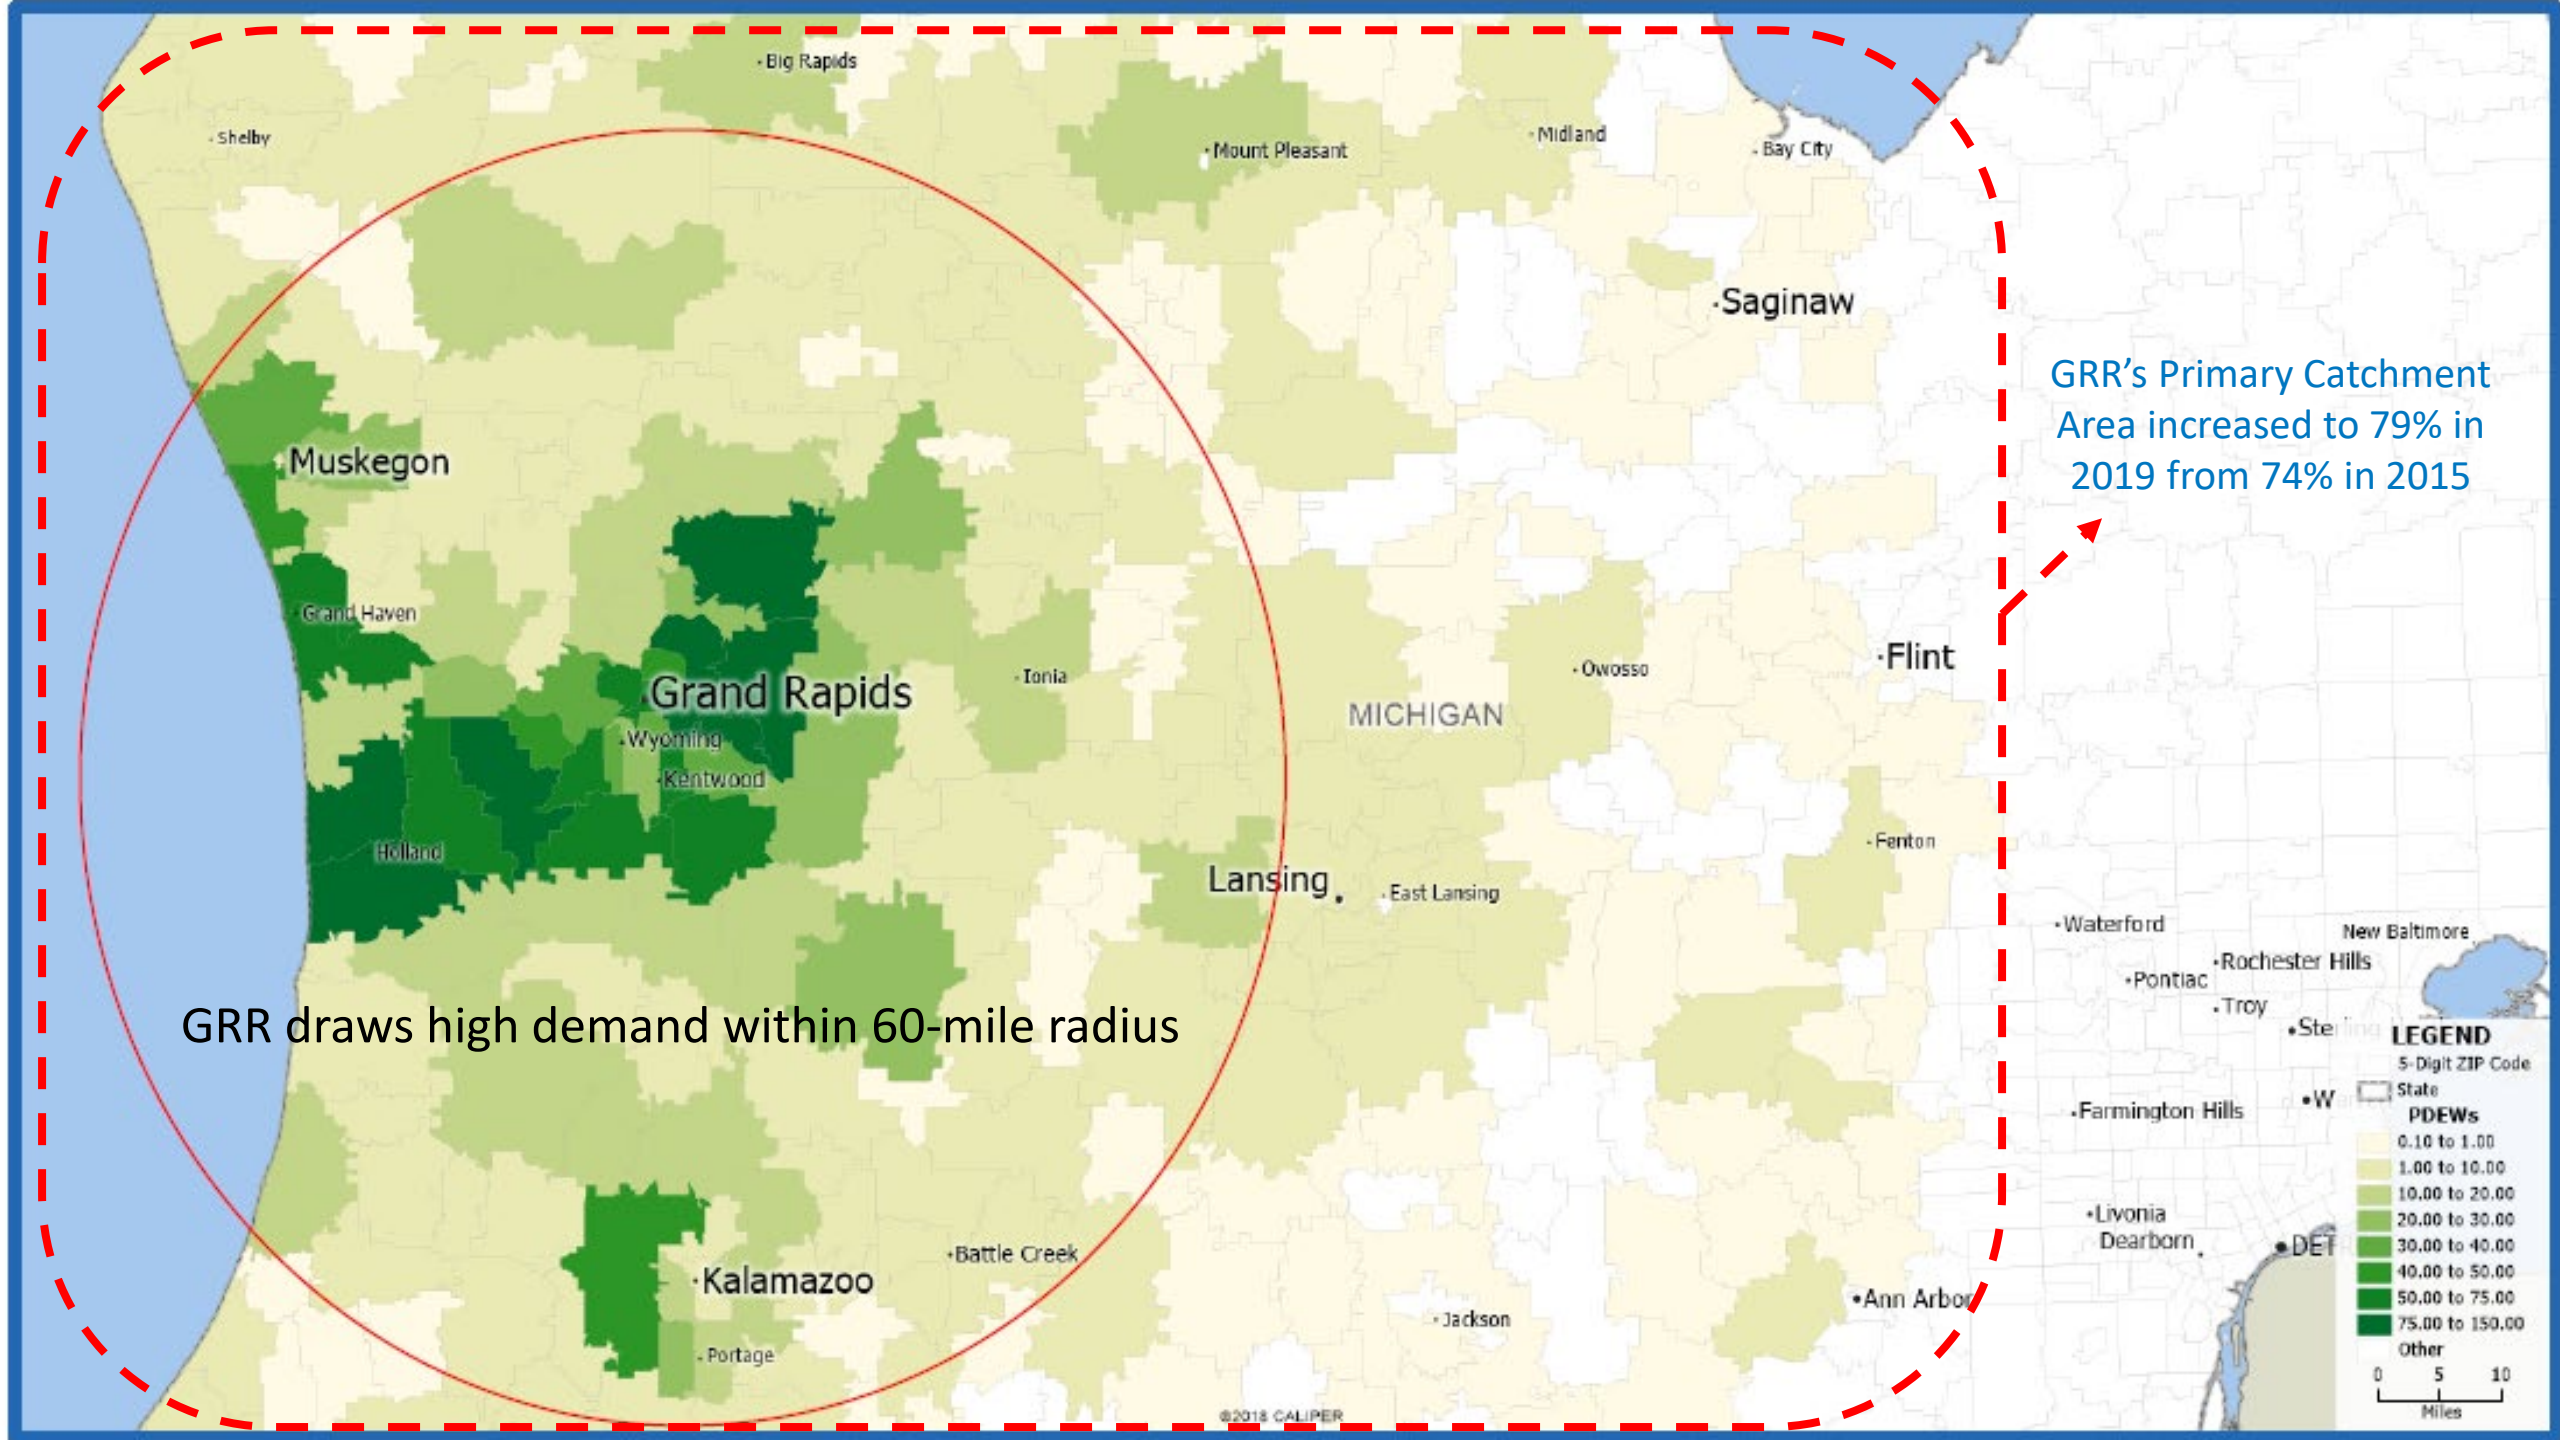 Big Rapids
Shelby
Mount Pleasant
Midland
Bay City
Saginaw
GRR’s Primary Catchment
Area increased to 79% in
2019 from 74% in 2015
Muskegon
Grand Haven
Grand Rapids
Ionia
Owosso
Flint
MICHIGAN
Wyoming
Kentwood
Holland
Lansing
East Lansing
Fenton
Waterford
New Baltimore
Rochester Hills
Pontiac
Troy
GRR draws high demand within 60-mile radius
Farmington Hills
Livonia
Dearborn
Battle Creek
Kalamazoo
Ann Arbor
Jackson
Portage
©2018 CALIPER
LEGEND
5-Digit ZIP Code
State
PDEWs
0.10 to 1.00
1.00 to 10.00
10.00 to 20.00
20.00 to 30.00
30.00 to 40.00
40.00 to 50.00
50.00 to 75.00
75.00 to 150.00
Other
0 5 10
Miles